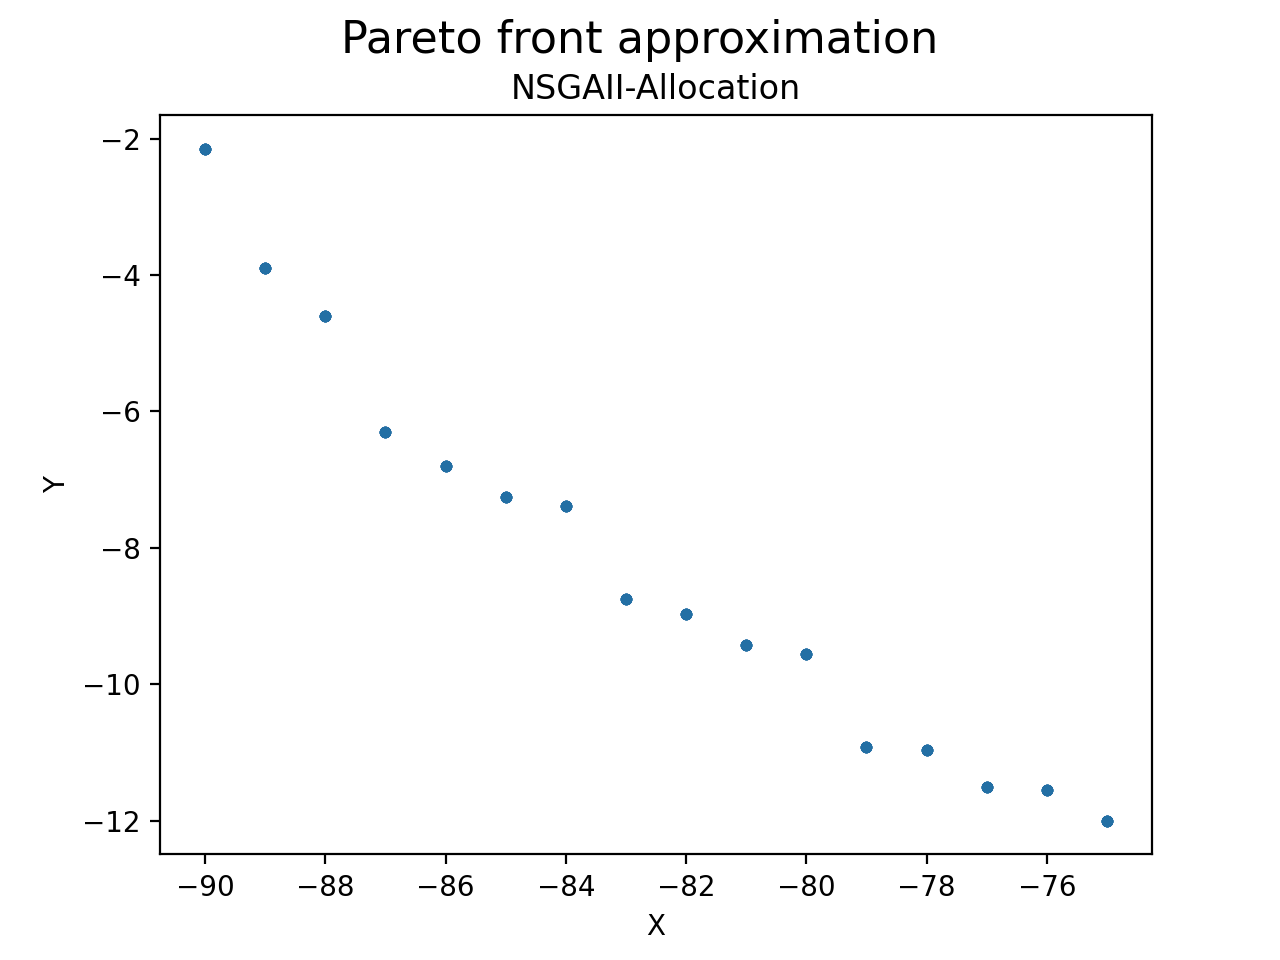 Pareto front approximation
NSGAII-Allocation
−2
−4
−6
−8
−10
−12
Y
−90 −88 −86 −84 −82 −80 −78 −76
X